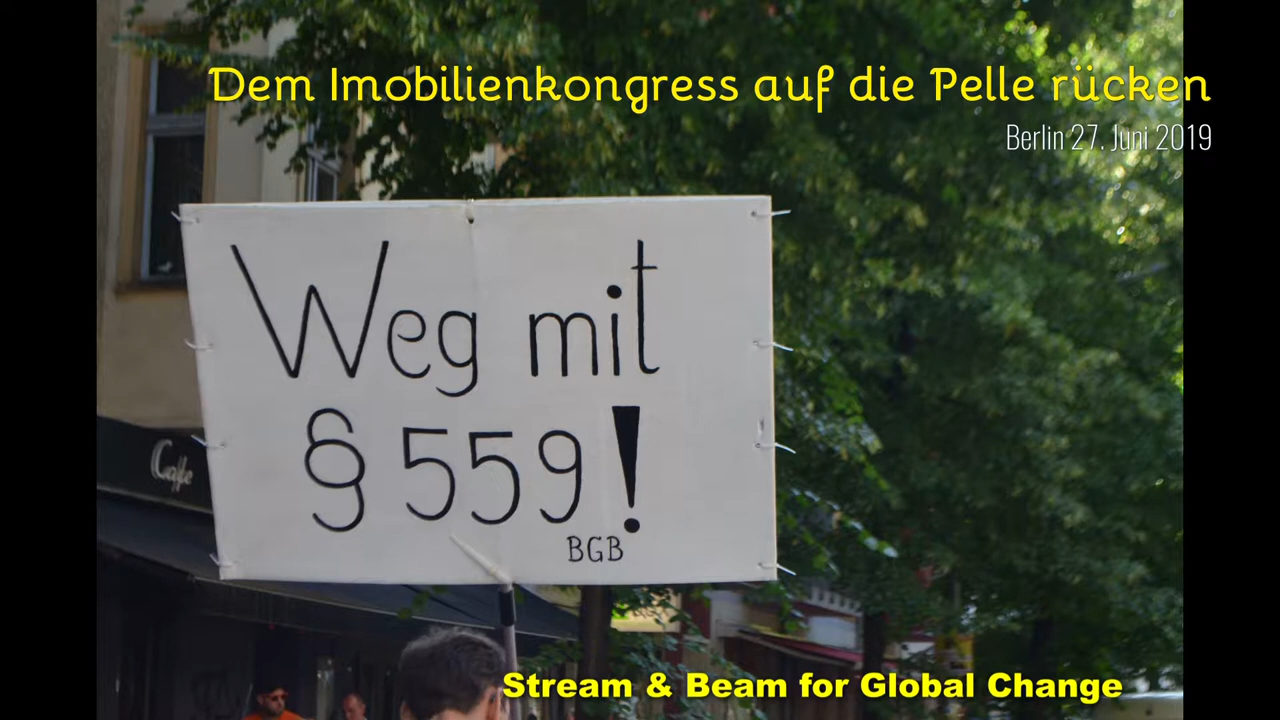 Dem Imobilienkongress auf die Pelle rücken
Berlin 27. Juni 2019
Weg mit
§ 559!
BGB
Caffe
Stream & Beam for Global Change